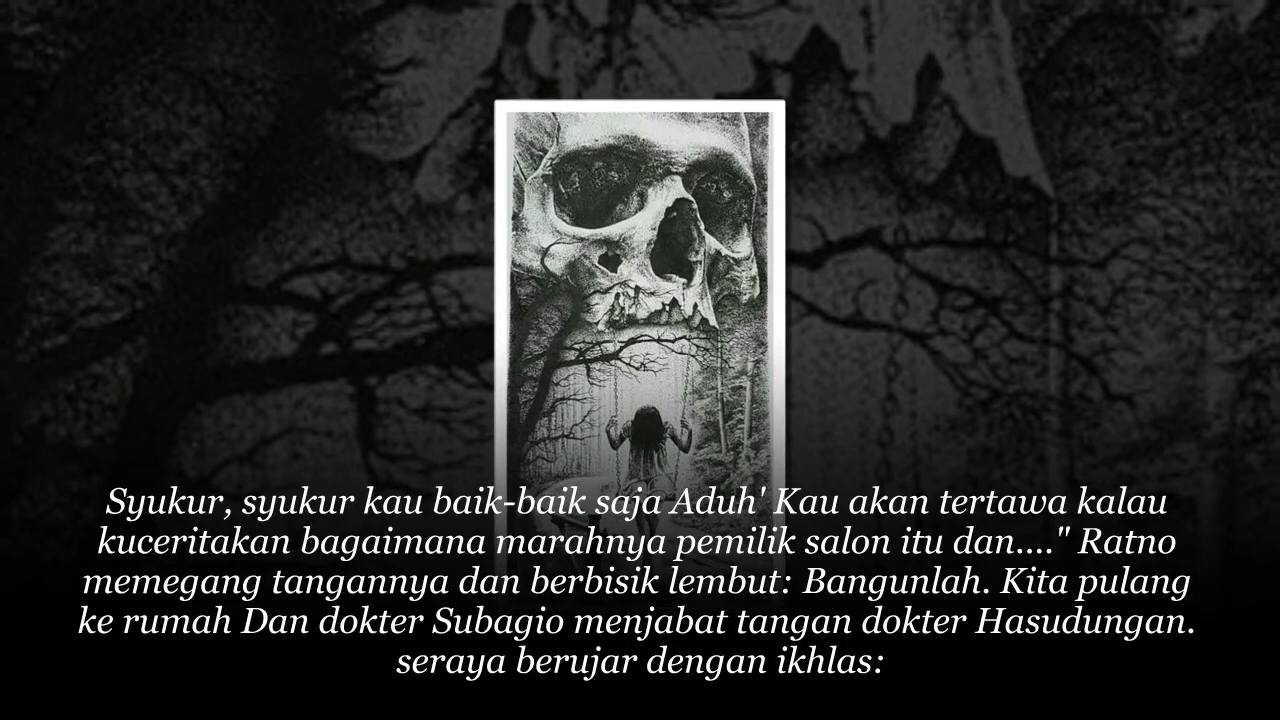 Syukur, syukur kau baik-baik saja Aduh' Kau akan tertawa kalau
kuceritakan bagaimana marahnya pemilik salon itu dan...." Ratno
memegang tangannya dan berbisik lembut: Bangunlah. Kita pulang
ke rumah Dan dokter Subagio menjabat tangan dokter Hasudungan.
seraya berujar dengan ikhlas: